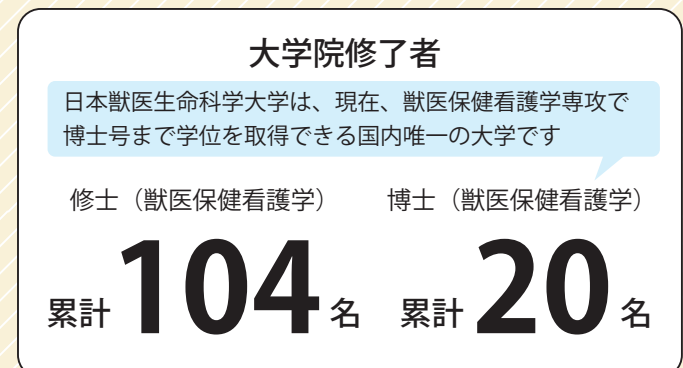 大学院修了者
日本獣医生命科学大学は、現在、獣医保健看護学専攻で
博士号まで学位を取得できる国内唯一の大学です
修士（獣医保健看護学）
累計104名
博士（獣医保健看護学）
累計20名